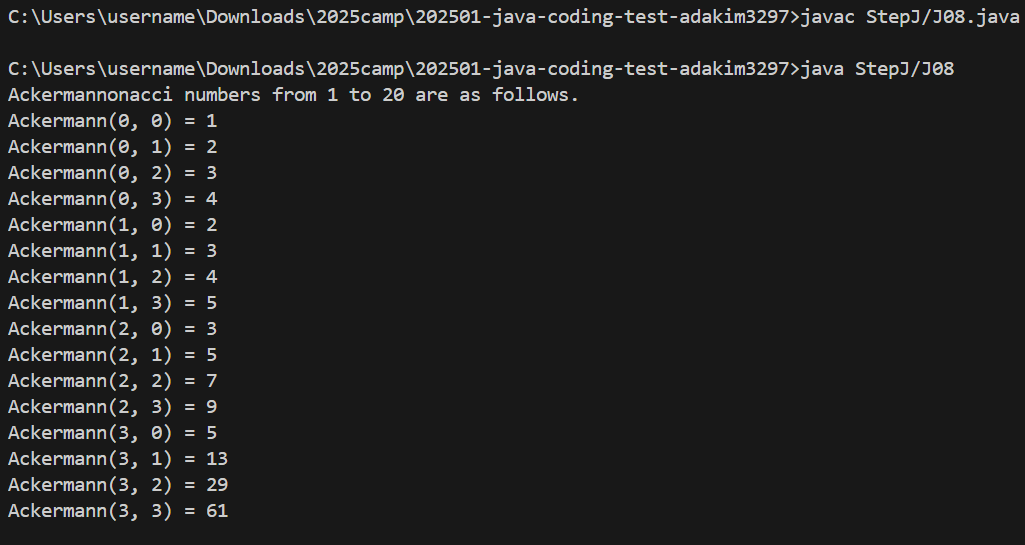 C:\Users\username\Downloads\2025camp\202501-java-coding-test-adakim3297>javac StepJ/J08.java
C:\Users\username\Downloads\2025camp\202501-java-coding-test-adakim3297>java StepJ/J08
Ackermannonacci numbers from 1 to 20 are as follows.
Ackermann(0, 0) = 1
Ackermann(0, 1) = 2
Ackermann(0, 2) = 3
Ackermann(0, 3) = 4
Ackermann(1, 0) = 2
Ackermann(1, 1) = 3
Ackermann(1, 2) = 4
Ackermann(1, 3) = 5
Ackermann(2, 0) = 3
Ackermann(2, 1) = 5
Ackermann(2, 2) = 7
Ackermann(2, 3) = 9
Ackermann(3, 0) = 5
Ackermann(3, 1) = 13
Ackermann(3, 2) = 29
Ackermann(3, 3) = 61